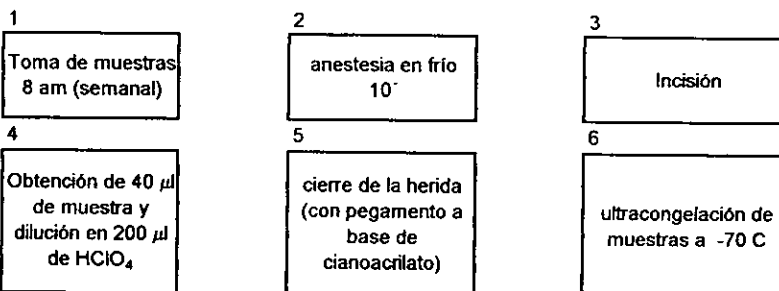 1
Toma de muestras
8 am (semanal)
2
anestesia en frío
10´
3
Incisión
4
Obtención de 40 µl
de muestra y
dilución en 200 µl
de HClO₄
5
cierre de la herida
(con pegamento a
base de
cianoacrilato)
6
ultracongelación de
muestras a -70 C